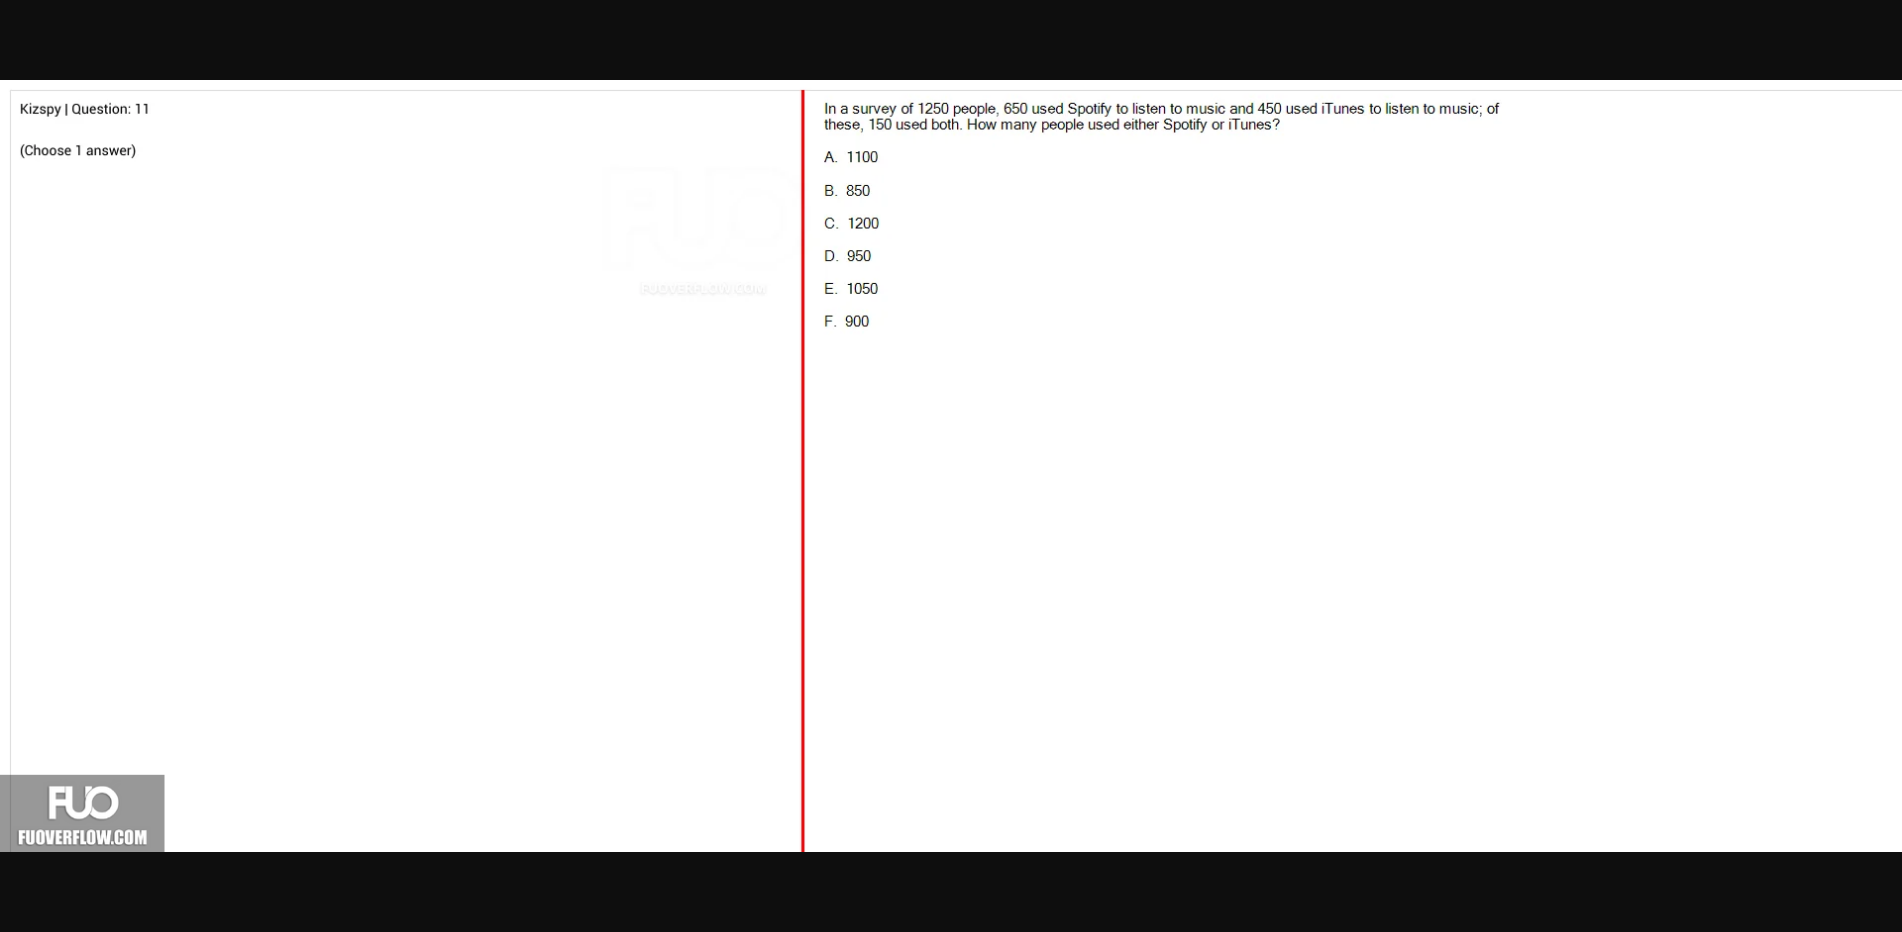 Kizspy | Question: 11
(Choose 1 answer)
In a survey of 1250 people, 650 used Spotify to listen to music and 450 used iTunes to listen to music; of
these, 150 used both. How many people used either Spotify or iTunes?
A. 1100
B. 850
C. 1200
D. 950
E. 1050
F. 900
FUO
FUOVERFLOW.COM
FUO
FUOVERFLOW.COM